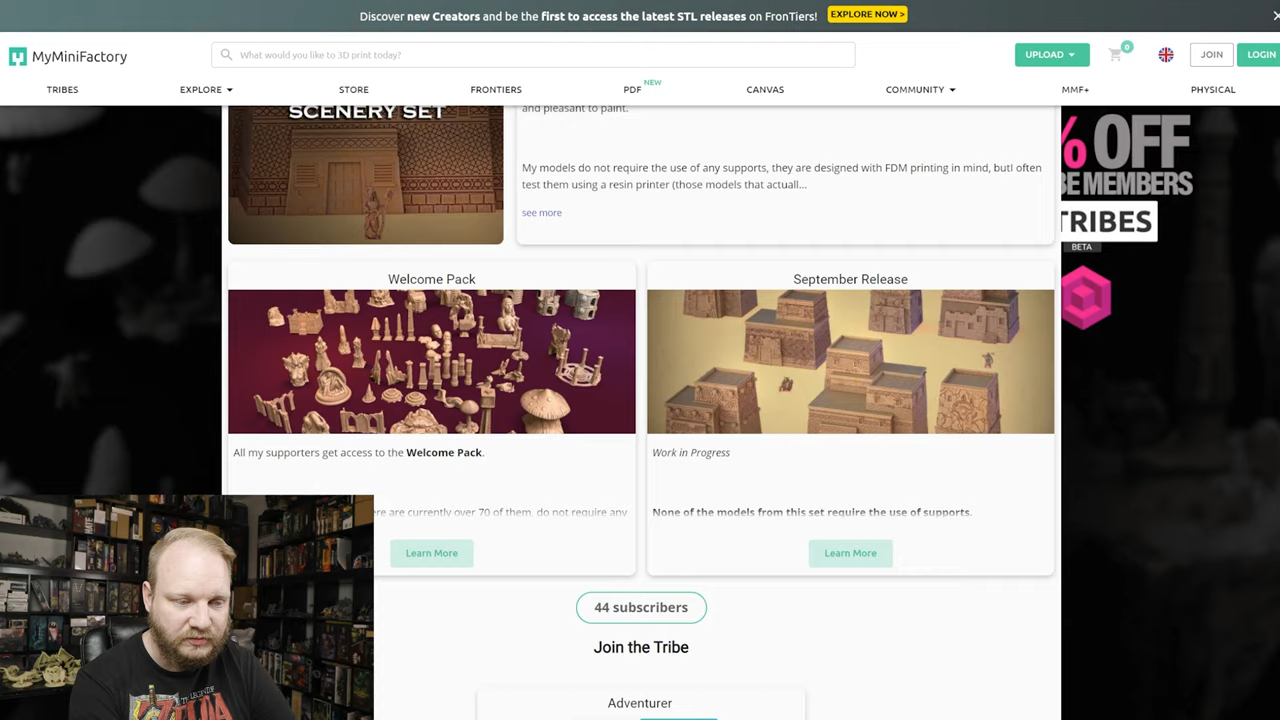 Discover new Creators and be the first to access the latest STL releases on FronTiers!
EXPLORE NOW >
MyMiniFactory
What would you like to 3D print today?
UPLOAD
0
JOIN
LOGIN
TRIBES
EXPLORE
STORE
FRONTIERS
PDF
NEW
CANVAS
COMMUNITY
MMF+
PHYSICAL
SCENERY SET
and pleasant to paint.
My models do not require the use of any supports, they are designed with FDM printing in mind, butI often
test them using a resin printer (those models that actuall...
see more
% OFF
BE MEMBERS
TRIBES
BETA
Welcome Pack
September Release
All my supporters get access to the Welcome Pack.
Work in Progress
ere are currently over 70 of them, do not require any
None of the models from this set require the use of supports.
Learn More
Learn More
44 subscribers
Join the Tribe
Adventurer
ZELDA